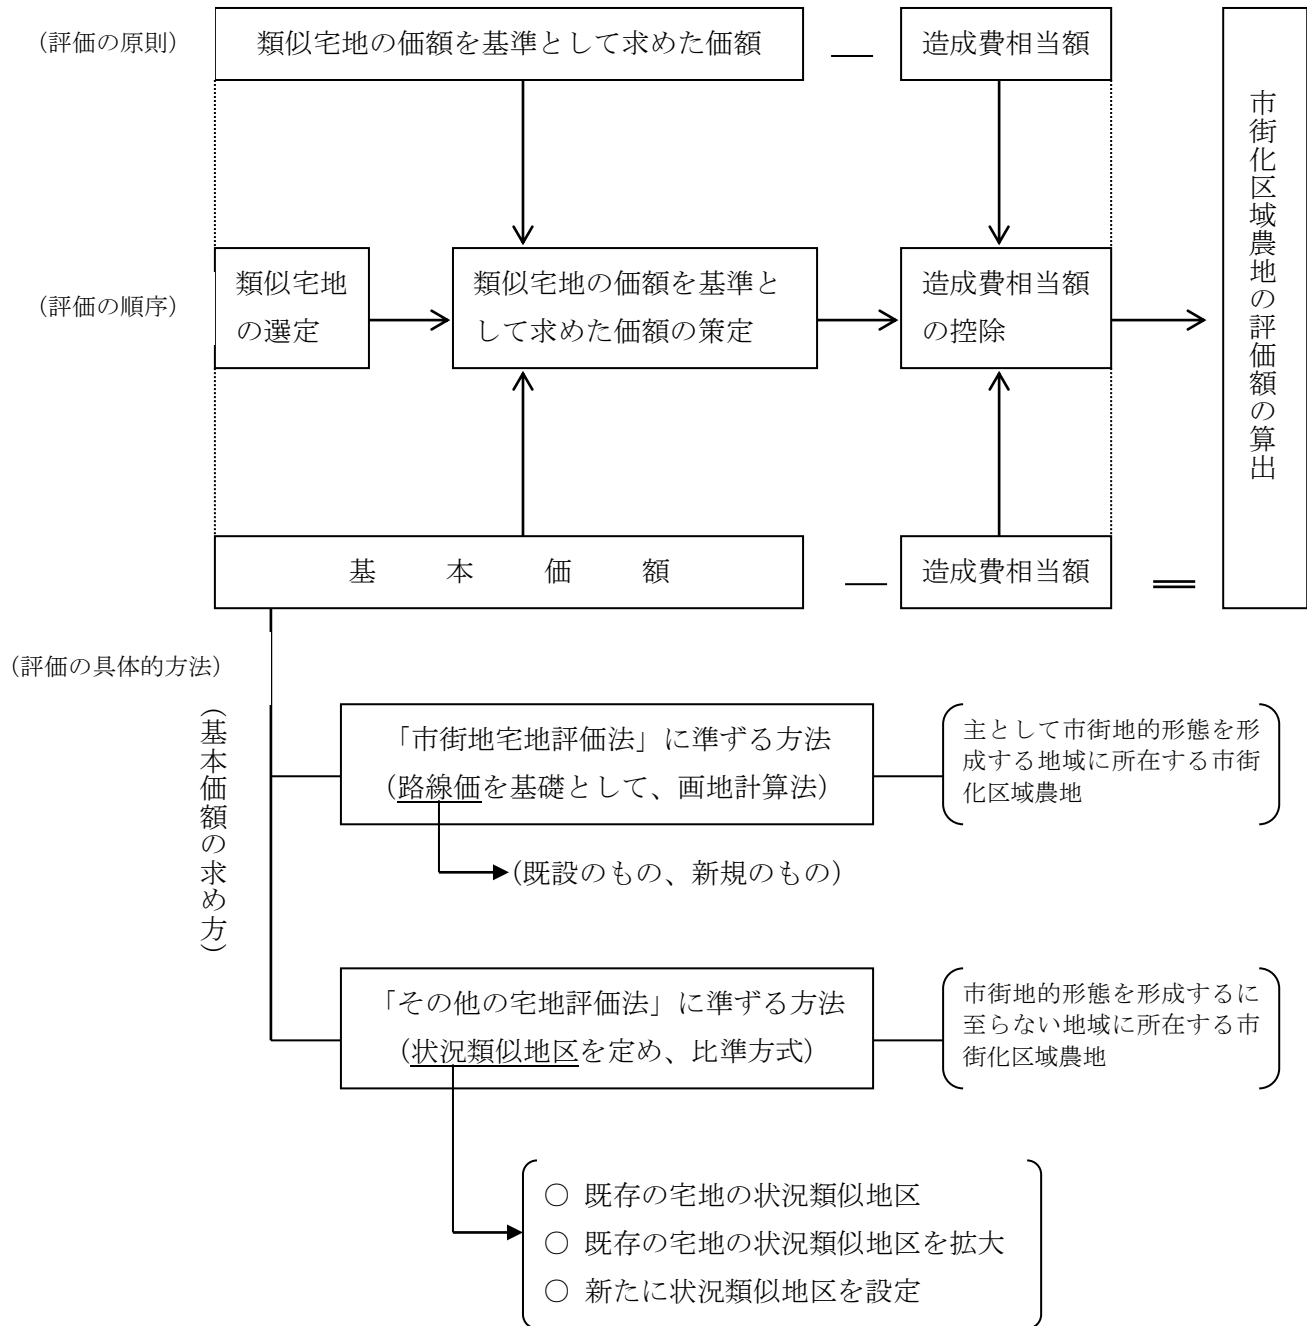 （評価の原則）
類似宅地の価額を基準として求めた価額
―
造成費相当額
市街化区域農地の評価額の算出
（評価の順序）
類似宅地
の選定
類似宅地の価額を基準と
して求めた価額の策定
造成費相当額
の控除
基本価額
―
造成費相当額
＝
（評価の具体的方法）
（基本価額の求め方）
「市街地宅地評価法」に準ずる方法
（路線価を基礎として、画地計算法）
主として市街地的形態を形
成する地域に所在する市街
化区域農地
（既設のもの、新規のもの）
「その他の宅地評価法」に準ずる方法
（状況類似地区を定め、比準方式）
市街地的形態を形成するに
至らない地域に所在する市
街化区域農地
○ 既存の宅地の状況類似地区
○ 既存の宅地の状況類似地区を拡大
○ 新たに状況類似地区を設定